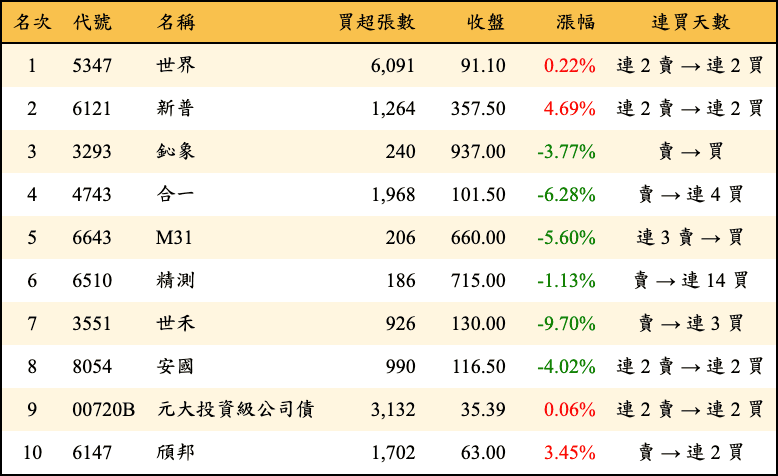 名次 代號 名稱 買超張數 收盤 漲幅 連買天數
1 5347 世界 6,091 91.10 0.22% 連 2 賣 → 連 2 買
2 6121 新普 1,264 357.50 4.69% 連 2 賣 → 連 2 買
3 3293 鈊象 240 937.00 -3.77% 賣 → 買
4 4743 合一 1,968 101.50 -6.28% 賣 → 連 4 買
5 6643 M31 206 660.00 -5.60% 連 3 賣 → 買
6 6510 精測 186 715.00 -1.13% 賣 → 連 14 買
7 3551 世禾 926 130.00 -9.70% 賣 → 連 3 買
8 8054 安國 990 116.50 -4.02% 連 2 賣 → 連 2 買
9 00720B 元大投資級公司債 3,132 35.39 0.06% 連 2 賣 → 連 2 買
10 6147 頎邦 1,702 63.00 3.45% 賣 → 連 2 買